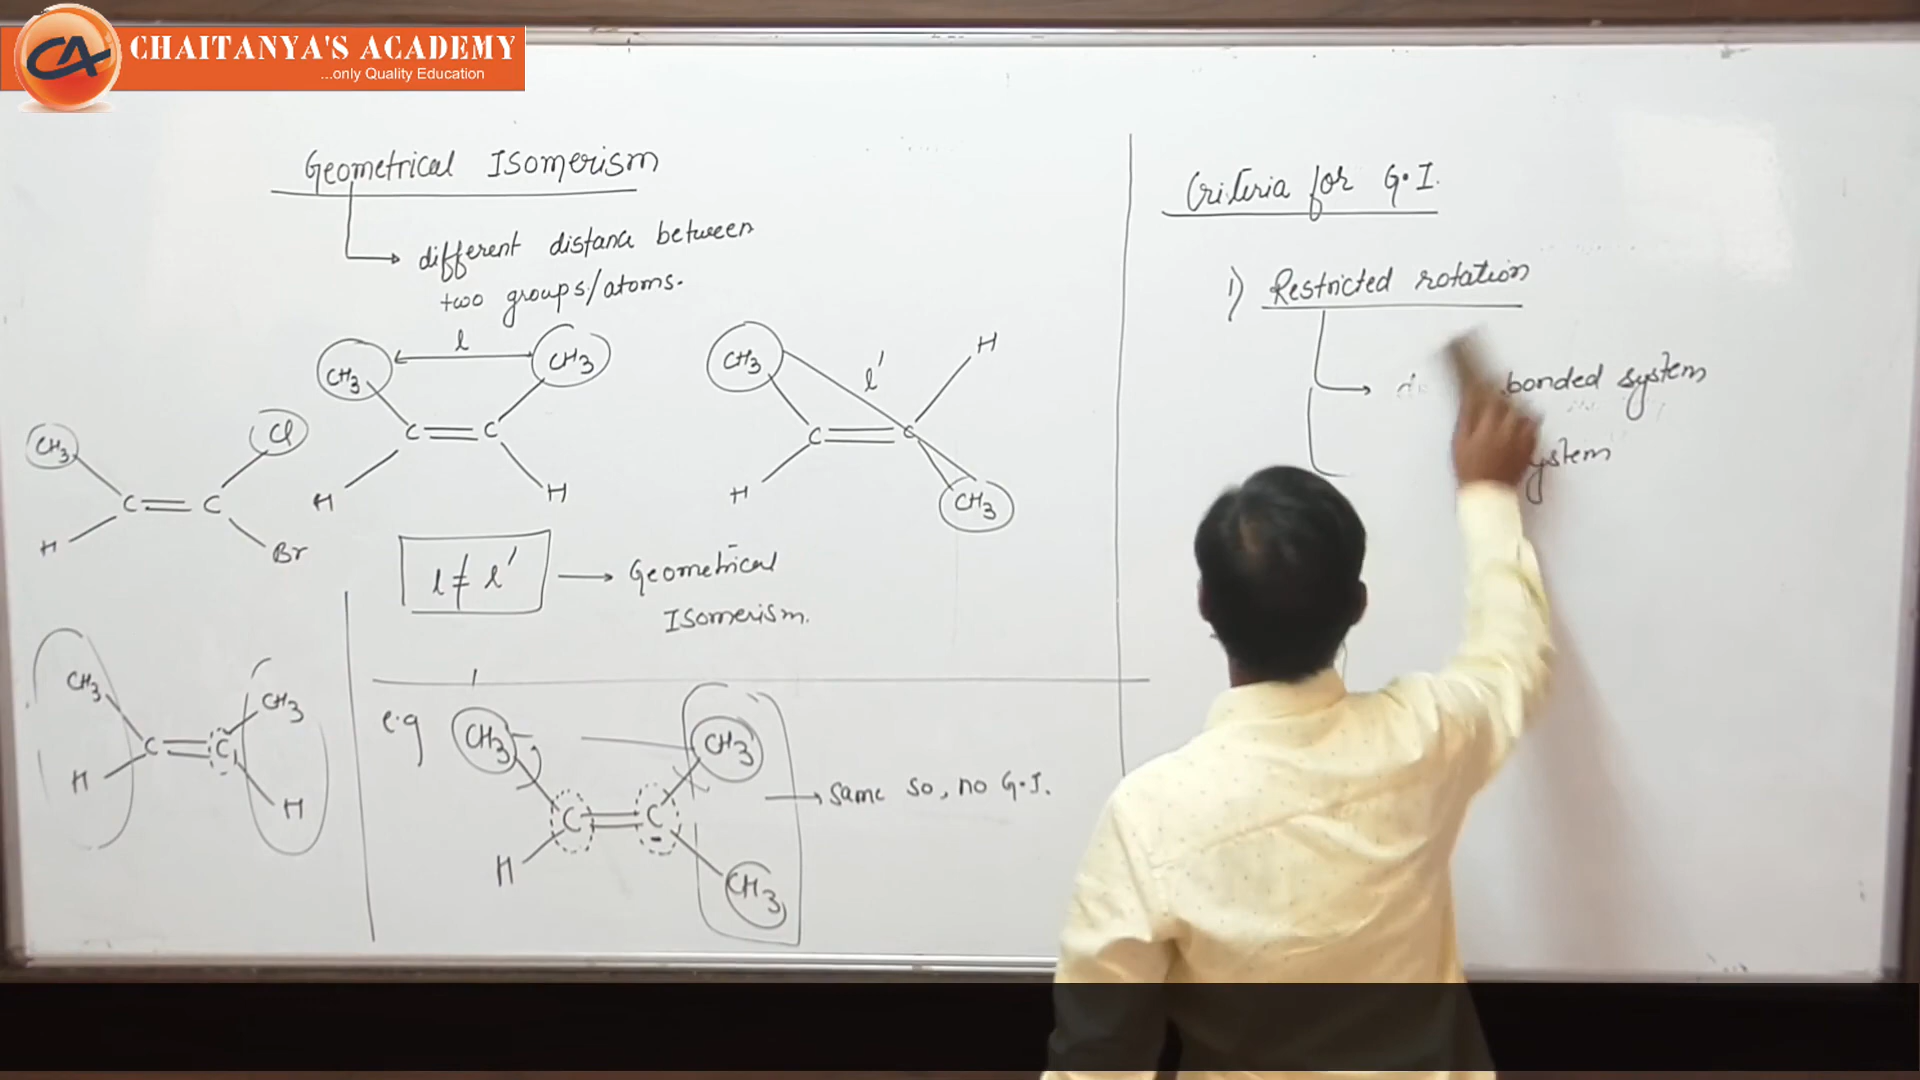 CHAITANYA'S ACADEMY
...only Quality Education
Geometrical Isomerism
different distance between
two groups/atoms.
l
CH3 CH3
C C
H H
CH3 H
l'
C C
H CH3
CH3 Cl
C C
H Br
l ≠ l' → Geometrical
Isomerism.
CH3 CH3
C C
H H
e.g CH3 CH3
C C
H CH3
→ same so, no G.I.
Criteria for G.I.
1) Restricted rotation
bonded system
system